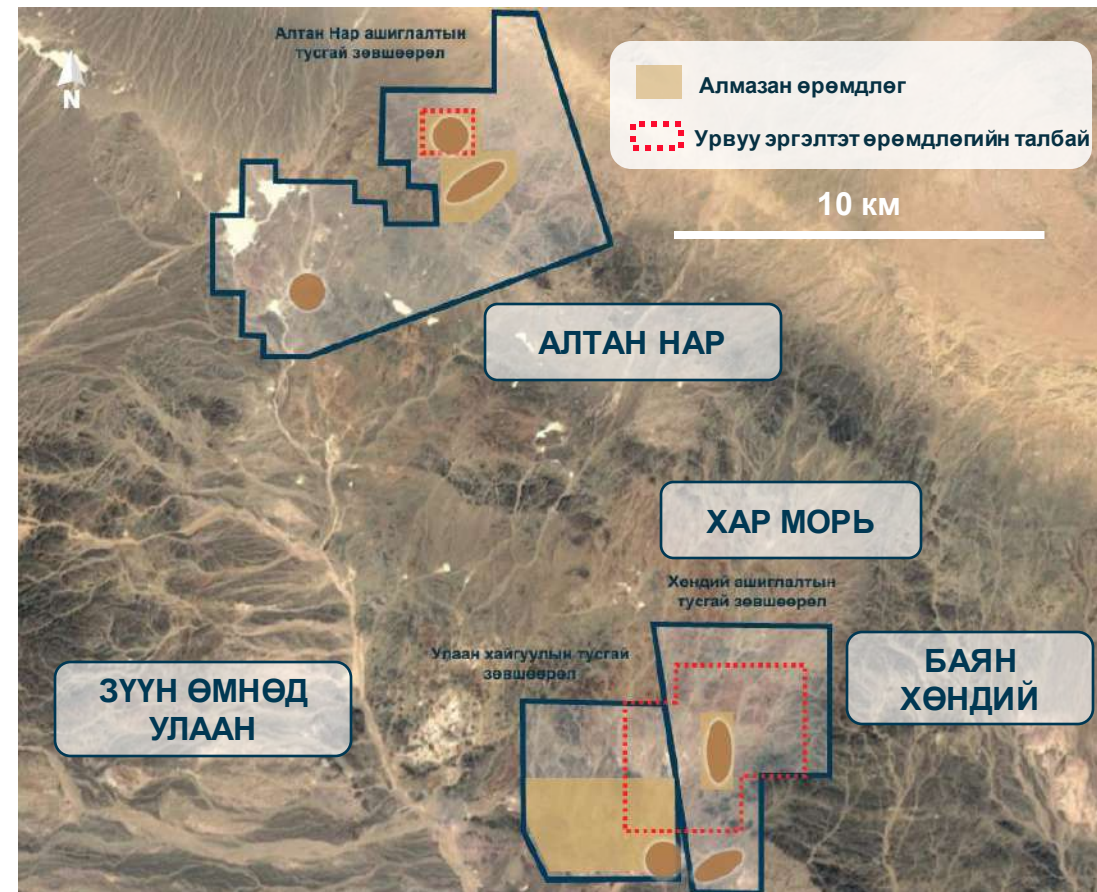 Алтан Нар ашиглалтын
тусгай зөвшөөрөл
N
Алмазан өрөмдлөг
Урвуу эргэлтэт өрөмдлөгийн талбай
10 км
АЛТАН НАР
ХАР МОРЬ
Хөндий ашиглалтын
тусгай зөвшөөрөл
Улаан хайгуулын тусгай
зөвшөөрөл
БАЯН
ХӨНДИЙ
ЗҮҮН ӨМНӨД
УЛААН